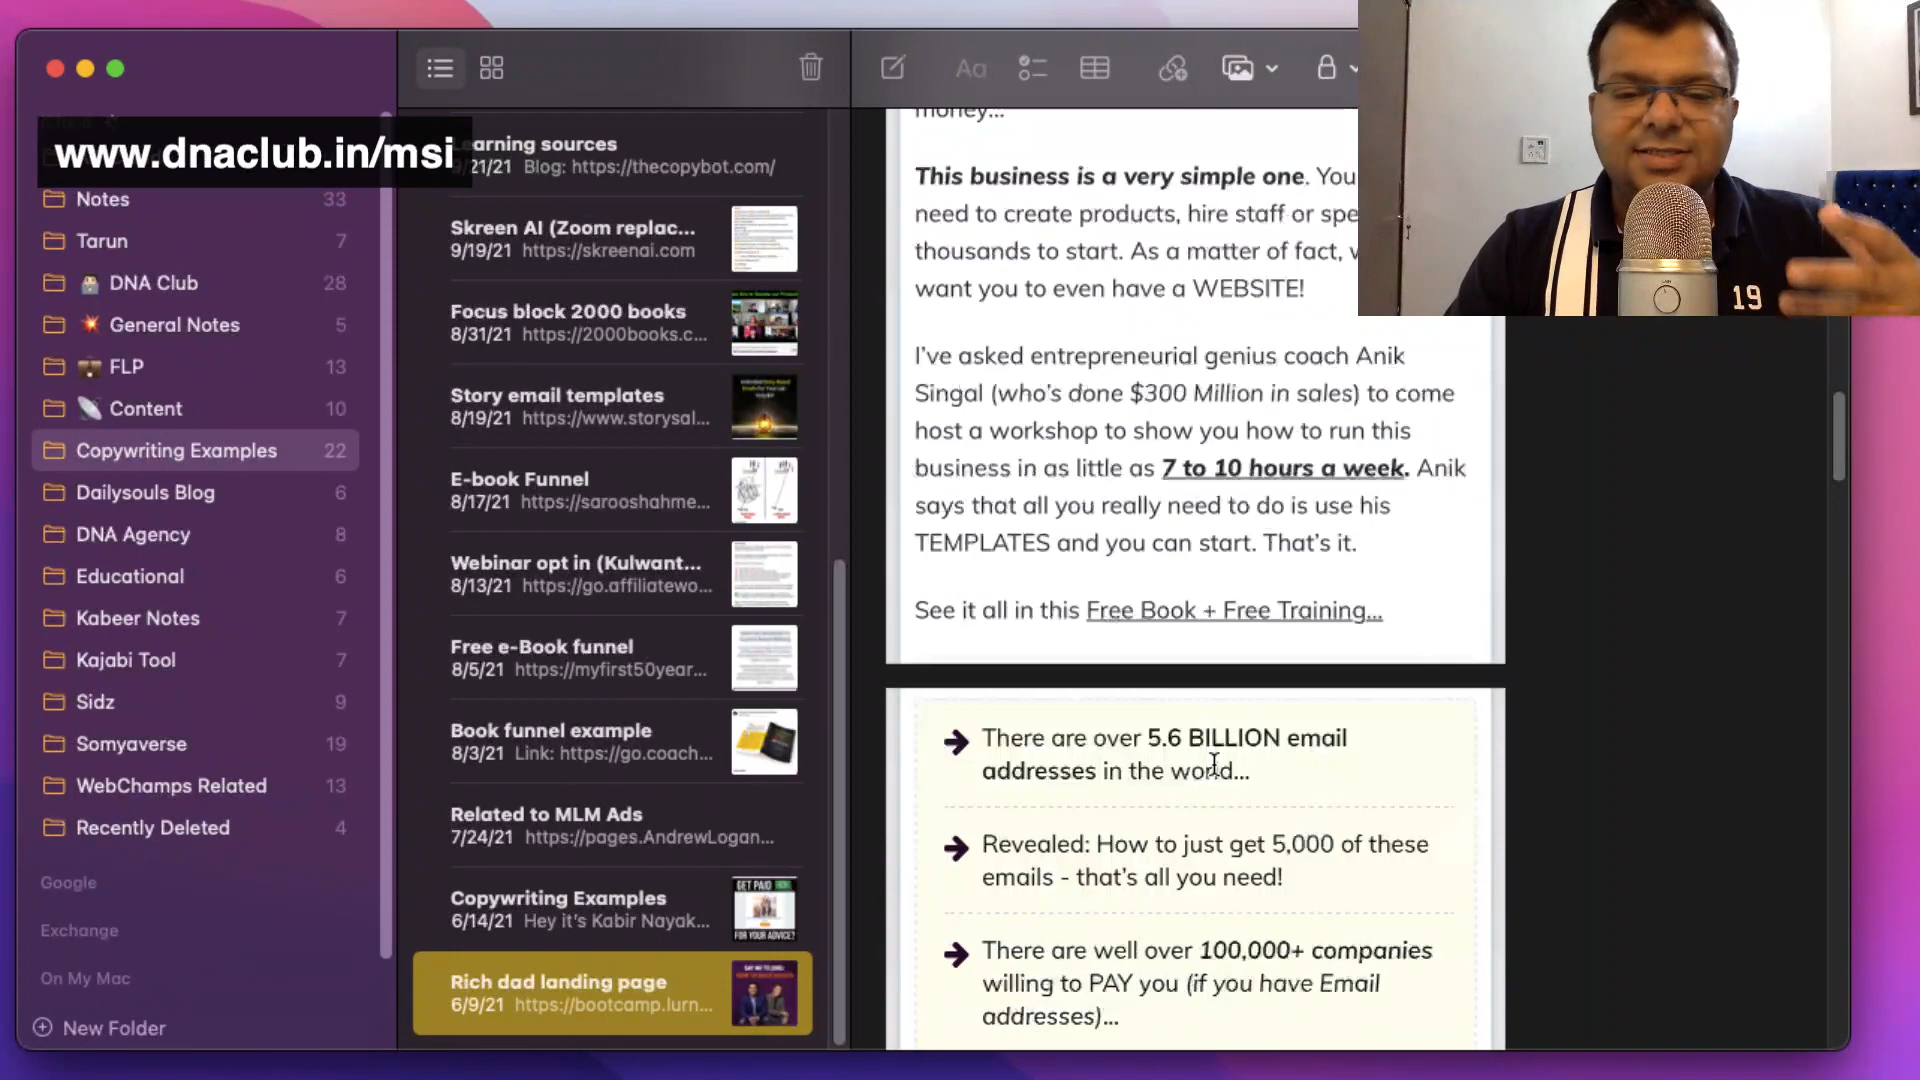 www.dnaclub.in/msi
Notes 33
Tarun 7
DNA Club 28
General Notes 5
FLP 13
Content 10
Copywriting Examples 22
Dailysouls Blog 6
DNA Agency 8
Educational 6
Kabeer Notes 7
Kajabi Tool 7
Sidz 9
Somyaverse 19
WebChamps Related 13
Recently Deleted 4
Google
Exchange
On My Mac
New Folder
Learning sources
9/21/21 Blog: https://thecopybot.com/
Skreen AI (Zoom replac...
9/19/21 https://skreenai.com
Focus block 2000 books
8/31/21 https://2000books.c...
Story email templates
8/19/21 https://www.storysal...
E-book Funnel
8/17/21 https://sarooshahme...
Webinar opt in (Kulwant...
8/13/21 https://go.affiliatewo...
Free e-Book funnel
8/5/21 https://myfirst50year...
Book funnel example
8/3/21 Link: https://go.coach...
Related to MLM Ads
7/24/21 https://pages.AndrewLogan...
Copywriting Examples
6/14/21 Hey it's Kabir Nayak...
GET PAID
FOR YOUR ADVICE?
Rich dad landing page
6/9/21 https://bootcamp.lurn...
Aa
money...
This business is a very simple one. You
need to create products, hire staff or spe
thousands to start. As a matter of fact, w
want you to even have a WEBSITE!
I've asked entrepreneurial genius coach Anik
Singal (who's done $300 Million in sales) to come
host a workshop to show you how to run this
business in as little as 7 to 10 hours a week. Anik
says that all you really need to do is use his
TEMPLATES and you can start. That's it.
See it all in this Free Book + Free Training...
There are over 5.6 BILLION email
addresses in the world...
Revealed: How to just get 5,000 of these
emails - that's all you need!
There are well over 100,000+ companies
willing to PAY you (if you have Email
addresses)...
19